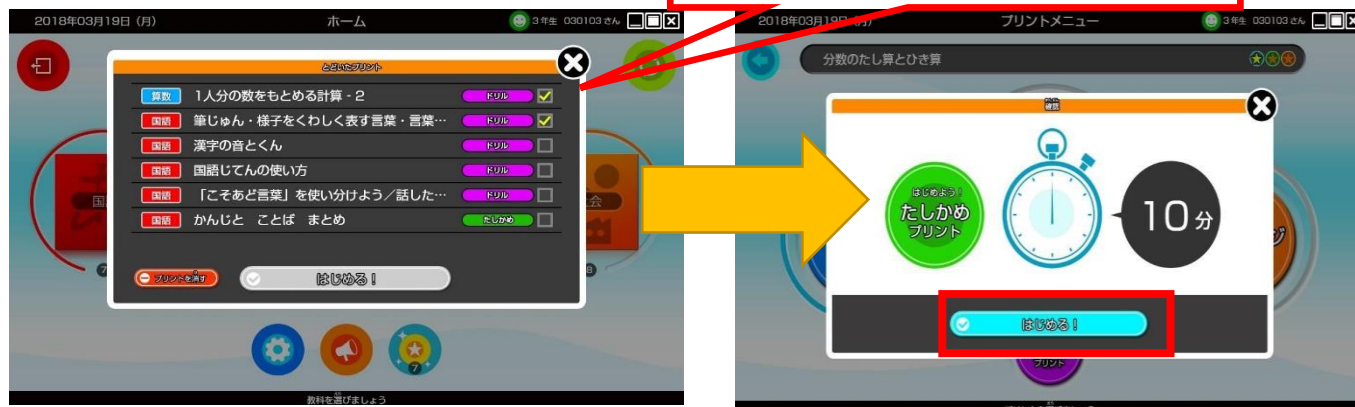 2018年03月19日（月）
ホーム
3年生 030103さん
とどいたプリント
算数 1人分の数をもとめる計算 - 2 ドリル
国語 筆じゅん・様子をくわしく表す言葉・言葉… ドリル
国語 漢字の音とくん ドリル
国語 国語じてんの使い方 ドリル
国語 「こそあど言葉」を使い分けよう／話した… ドリル
国語 かんじと ことば まとめ たしかめ
プリントを消す
はじめる！
7
教科を選びましょう
2018年03月19日（月）
プリントメニュー
3年生 030103さん
分数のたし算とひき算
確認
はじめよう！
たしかめ
プリント
10分
はじめる！
プリント